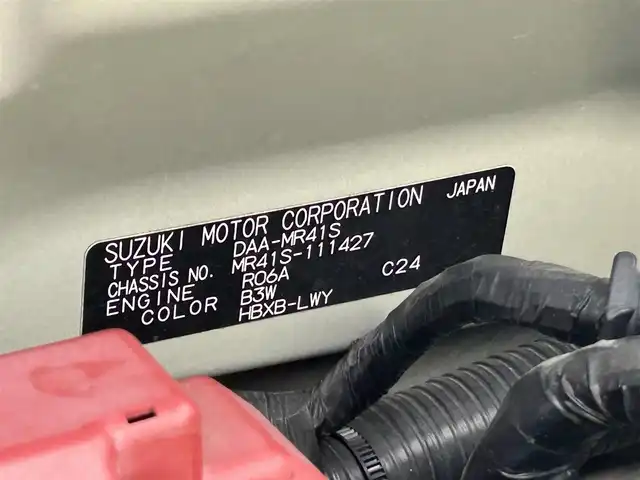 SUZUKI MOTOR CORPORATION JAPAN
TYPE DAA-MR41S
CHASSIS NO. MR41S-111427
ENGINE R06A
COLOR B3W C24
HBXB-LWY